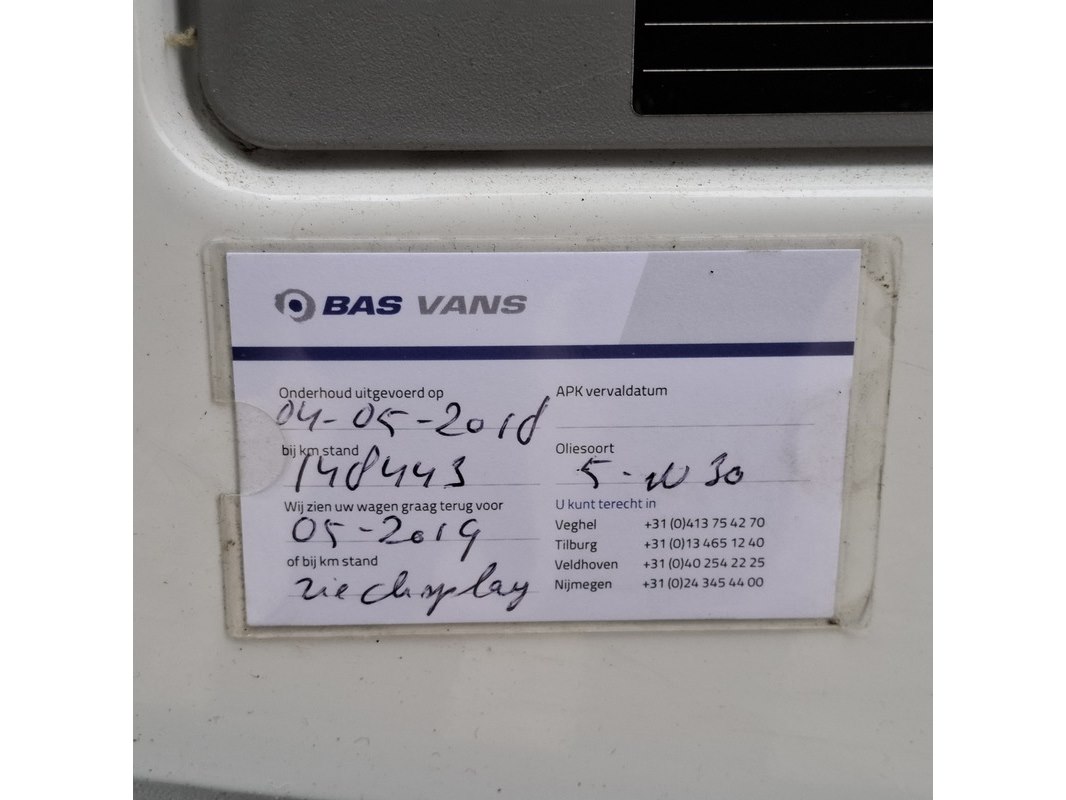 BAS VANS
Onderhoud uitgevoerd op
04-05-2018
bij km stand
148443
Wij zien uw wagen graag terug voor
05-2019
of bij km stand
zie display
APK vervaldatum
Oliesoort
5-W30
U kunt terecht in
Veghel +31 (0)413 75 42 70
Tilburg +31 (0)13 465 12 40
Veldhoven +31 (0)40 254 22 25
Nijmegen +31 (0)24 345 44 00